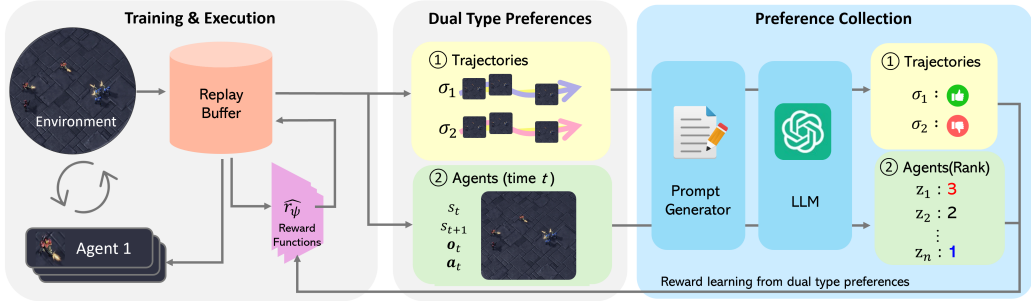 Training & Execution
Environment
Replay
Buffer
Agent 1
r̂ψ
Reward
Functions
Dual Type Preferences
① Trajectories
σ1
σ2
② Agents (time t)
st
st+1
ot
at
Preference Collection
Prompt
Generator
LLM
① Trajectories
σ1 :
σ2 :
② Agents(Rank)
z1 : 3
z2 : 2
⋮
zn : 1
Reward learning from dual type preferences